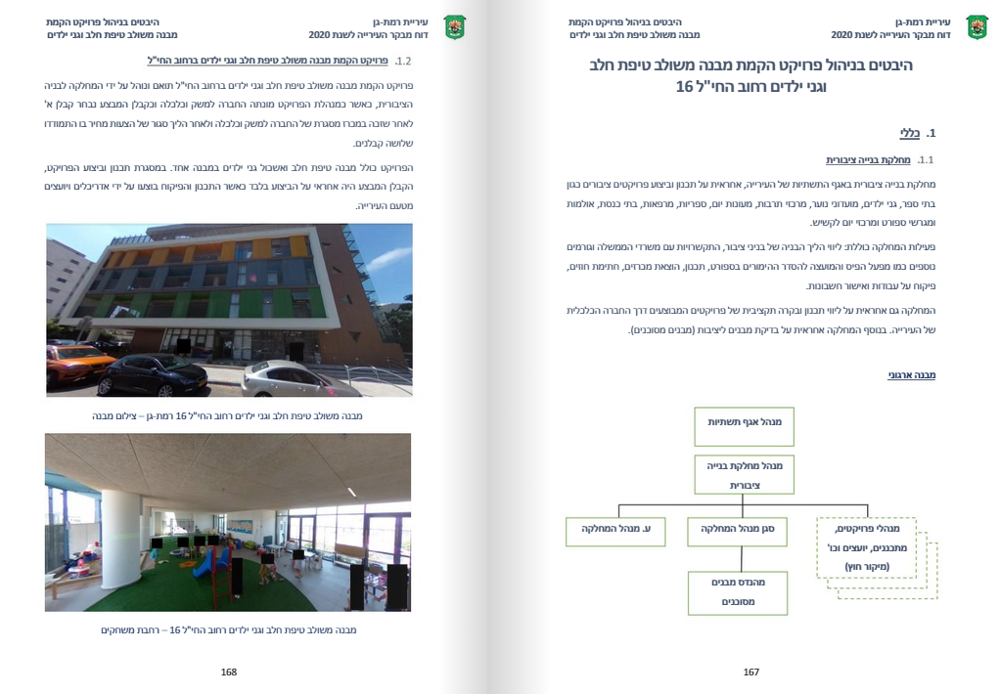 עיריית רמת-גן
דוח מבקר העירייה לשנת 2020
היבטים בניהול פרויקט הקמת
מבנה משולב טיפת חלב וגני ילדים
היבטים בניהול פרויקט הקמת מבנה משולב טיפת חלב
וגני ילדים רחוב החי"ל 16
1. כללי
1.1. מחלקת בנייה ציבורית
מחלקת בנייה ציבורית באגף התשתיות של העירייה, אחראית על תכנון וביצוע פרויקטים ציבורים כגון
בתי ספר, גני ילדים, מועדוני נוער, מרכזי תרבות, מעונות יום, ספריות, מרפאות, בתי כנסת, אולמות
ומגרשי ספורט ומרכזי יום לקשיש.
פעילות המחלקה כוללת: ליווי הליך הבניה של בניני ציבור, התקשרויות עם משרדי הממשלה וגורמים
נוספים כמו מפעל הפיס והמועצה להסדר ההימורים בספורט, תכנון, הוצאת מכרזים, חתימת חוזים,
פיקוח על עבודות ואישור חשבונות.
המחלקה גם אחראית על ליווי תכנון ובקרה תקציבית של פרויקטים המבוצעים דרך החברה הכלכלית
של העירייה. בנוסף המחלקה אחראית על בדיקת מבנים ליציבות (מבנים מסוכנים).
מבנה ארגוני
מנהל אגף תשתיות
מנהל מחלקת בנייה
ציבורית
מנהלי פרויקטים,
מתכננים, יועצים וכו'
(מיקור חוץ)
סגן מנהל המחלקה
ע. מנהל המחלקה
מהנדס מבנים
מסוכנים
167
עיריית רמת-גן
דוח מבקר העירייה לשנת 2020
היבטים בניהול פרויקט הקמת
מבנה משולב טיפת חלב וגני ילדים
1.2. פרויקט הקמת מבנה משולב טיפת חלב וגני ילדים ברחוב החי"ל
פרויקט הקמת מבנה משולב טיפת חלב וגני ילדים ברחוב החי"ל תואם ונוהל על ידי המחלקה לבניה
הציבורית, כאשר כמנהלת הפרויקט מונתה החברה למשק וכלכלה וכקבלן המבצע נבחר קבלן א'
לאחר שזכה במכרז מסגרת של החברה למשק וכלכלה ולאחר הליך סגור של הצעות מחיר בו התמודדו
שלושה קבלנים.
הפרויקט כולל מבנה טיפת חלב ואשכול גני ילדים במבנה אחד. במסגרת תכנון וביצוע הפרויקט,
הקבלן המבצע היה אחראי על הביצוע בלבד כאשר התכנון והפיקוח בוצעו על ידי אדריכלים ויועצים
מטעם העירייה.
מבנה משולב טיפת חלב וגני ילדים רחוב החי"ל 16 רמת-גן – צילום מבנה
מבנה משולב טיפת חלב וגני ילדים רחוב החי"ל 16 – רחבת משחקים
168